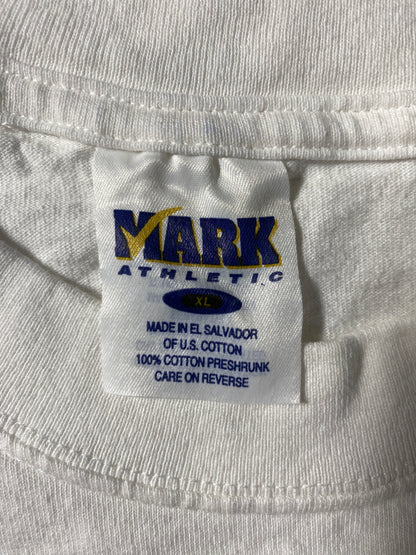 MARK
ATHLETIC
XL
MADE IN EL SALVADOR
OF U.S. COTTON
100% COTTON PRESHRUNK
CARE ON REVERSE